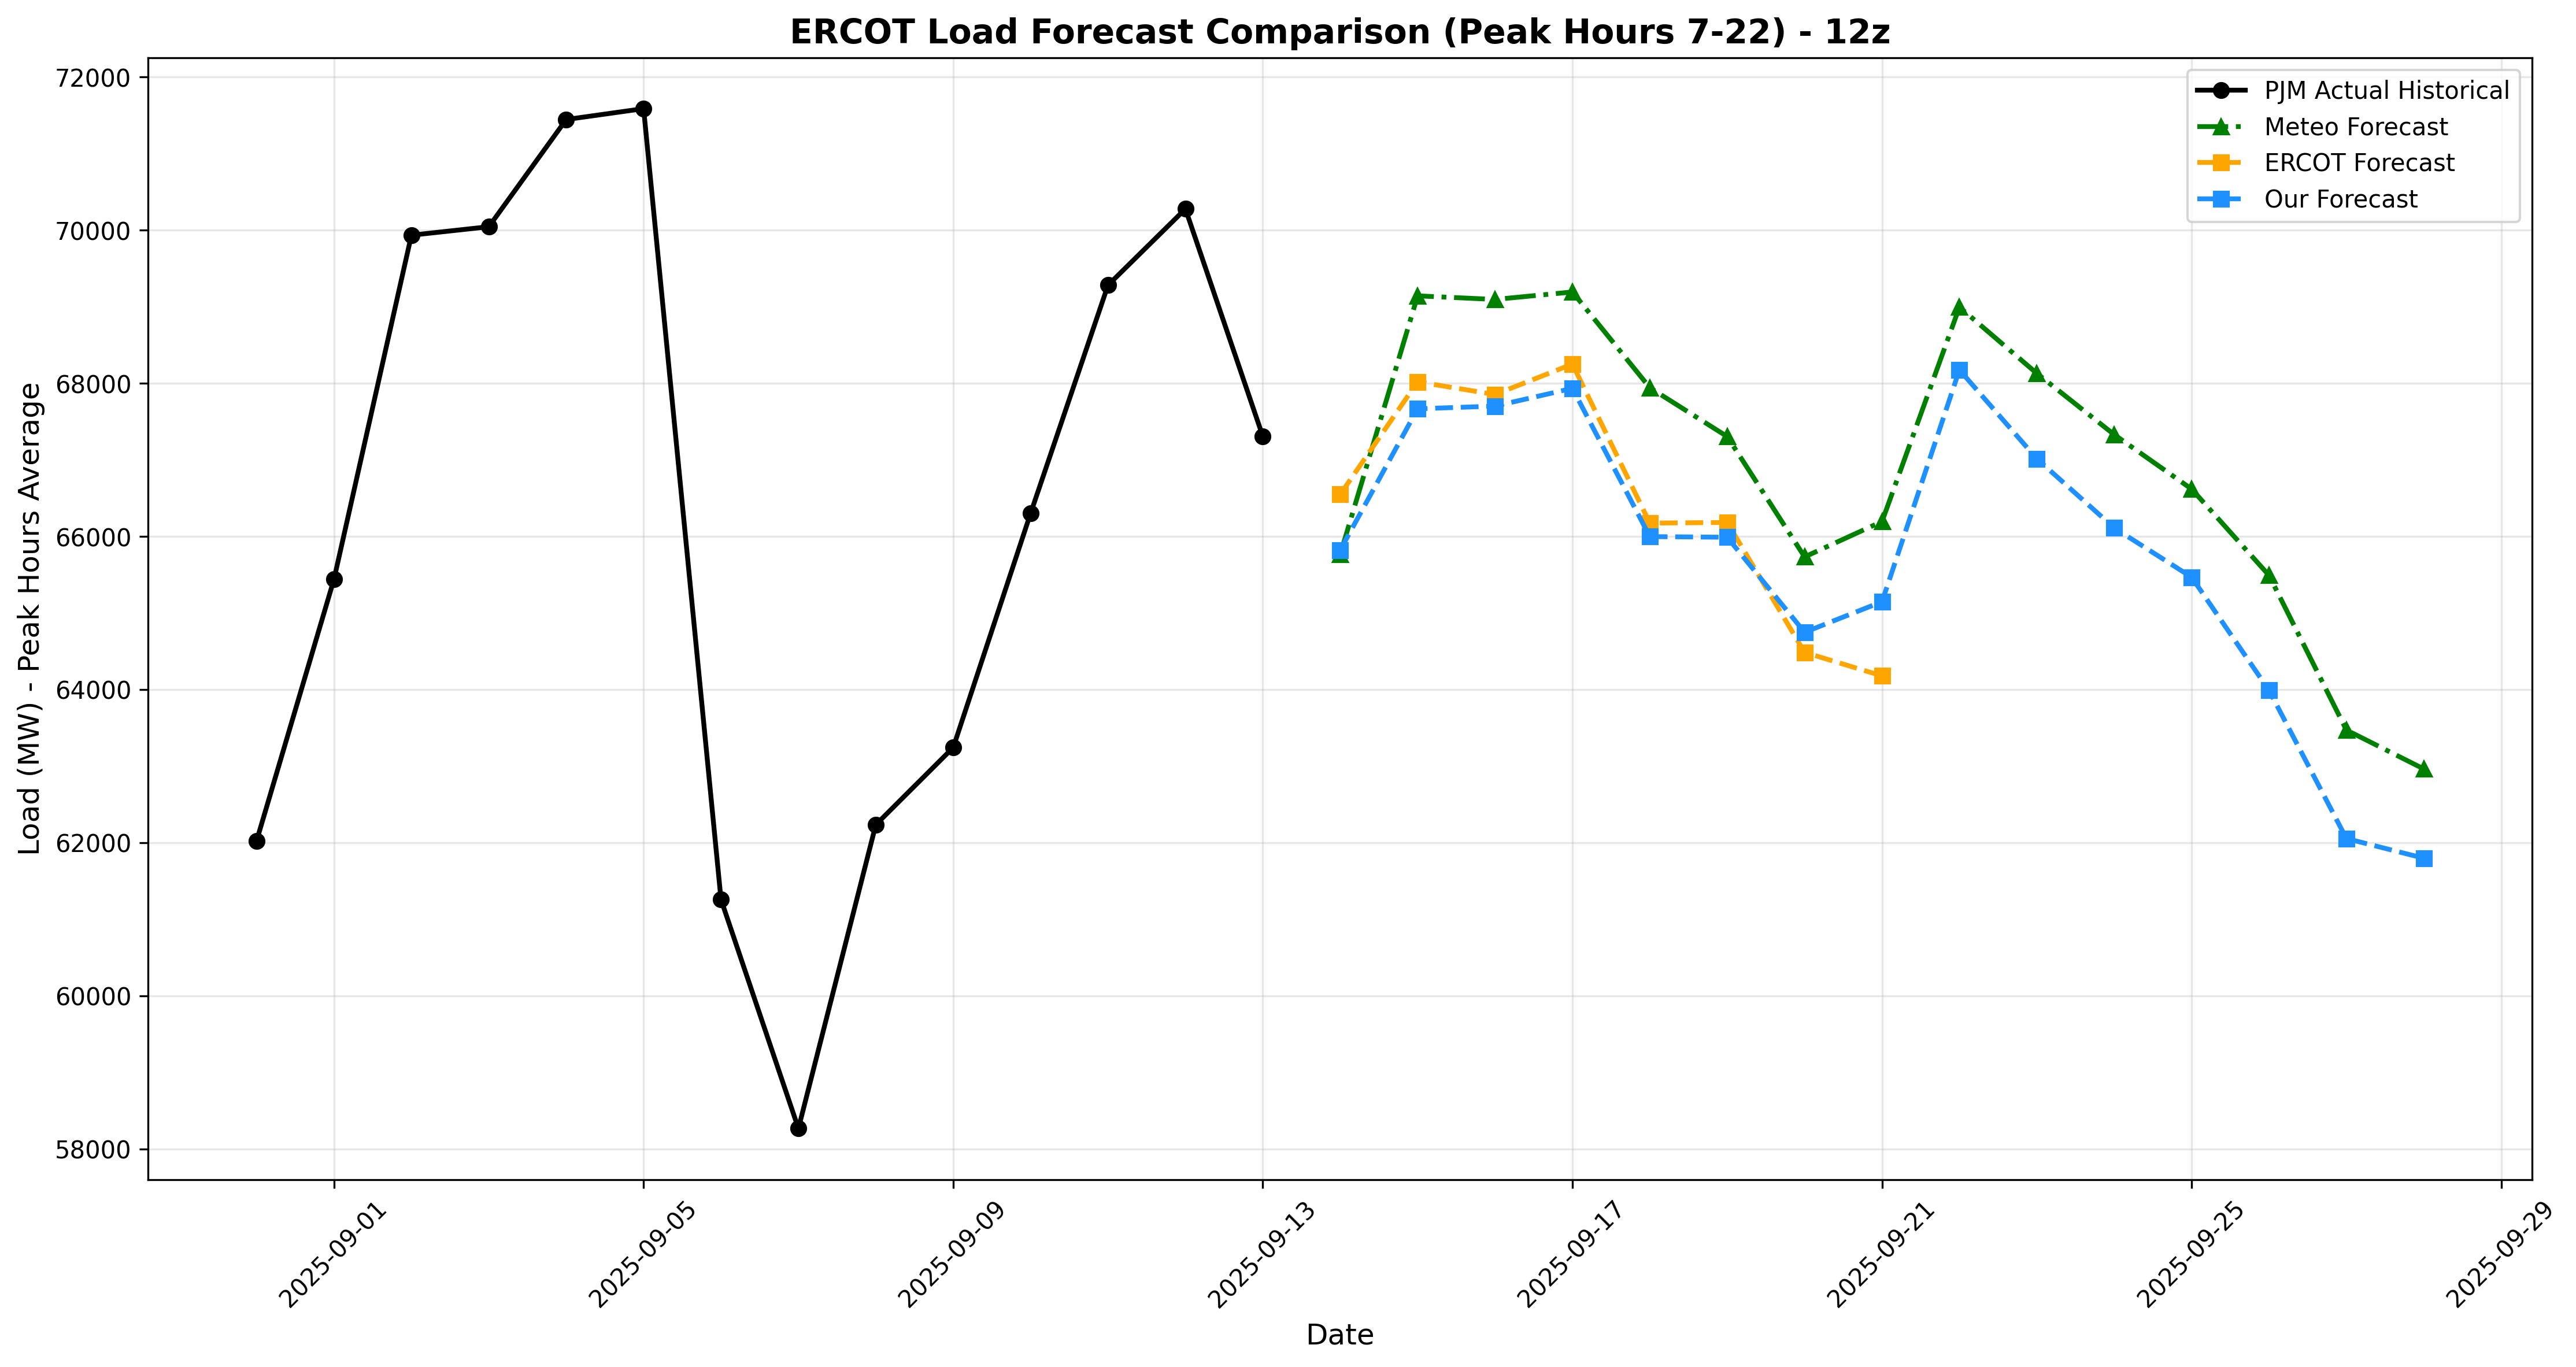 ERCOT Load Forecast Comparison (Peak Hours 7-22) - 12z
PJM Actual Historical
Meteo Forecast
ERCOT Forecast
Our Forecast
Load (MW) - Peak Hours Average
72000
70000
68000
66000
64000
62000
60000
58000
2025-09-01
2025-09-05
2025-09-09
2025-09-13
2025-09-17
2025-09-21
2025-09-25
2025-09-29
Date